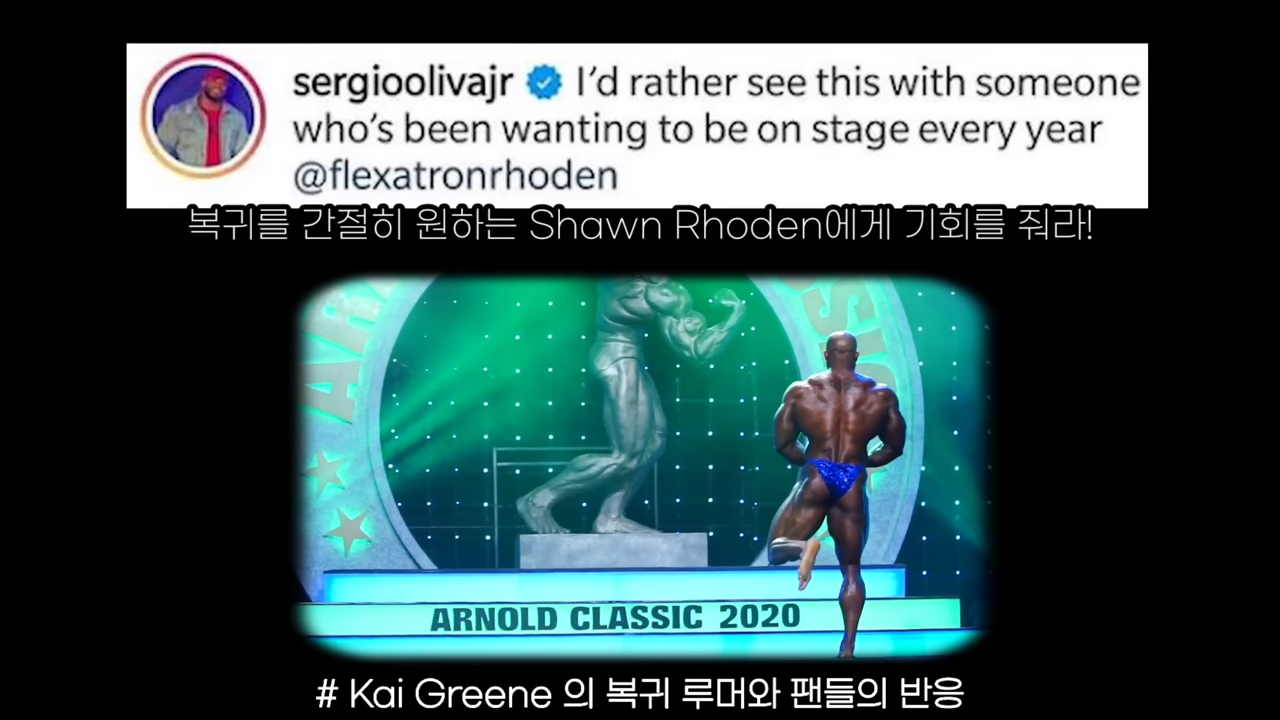 sergioolivajr I'd rather see this with someone
who's been wanting to be on stage every year
@flexatronrhoden
복귀를 간절히 원하는 Shawn Rhoden에게 기회를 줘라!
ARNOLD CLASSIC 2020
# Kai Greene 의 복귀 루머와 팬들의 반응